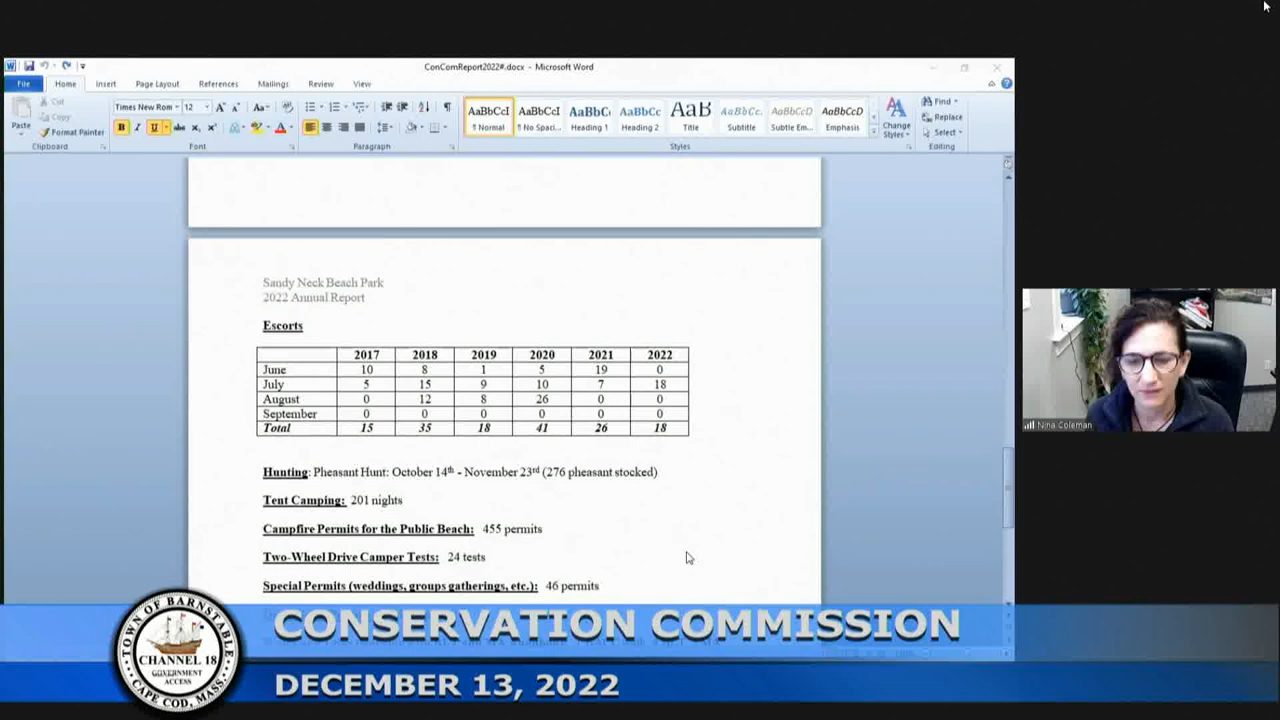 ConComReport2022#.docx - Microsoft Word
File Home Insert Page Layout References Mailings Review View
Paste
Cut
Copy
Format Painter
Clipboard
Times New Rom 12
Font
Paragraph
AaBbCcI AaBbCcI AaBbC AaBbCc AaB AaBbCc. AaBbCcD AaBbCcD
¶ Normal ¶ No Spaci... Heading 1 Heading 2 Title Subtitle Subtle Em... Emphasis
Styles
Change
Styles
Find
Replace
Select
Editing
Sandy Neck Beach Park
2022 Annual Report
Escorts
2017 2018 2019 2020 2021 2022
June 10 8 1 5 19 0
July 5 15 9 10 7 18
August 0 12 8 26 0 0
September 0 0 0 0 0 0
Total 15 35 18 41 26 18
Hunting: Pheasant Hunt: October 14th - November 23rd (276 pheasant stocked)
Tent Camping: 201 nights
Campfire Permits for the Public Beach: 455 permits
Two-Wheel Drive Camper Tests: 24 tests
Special Permits (weddings, groups gatherings, etc.): 46 permits
Nina Coleman
TOWN OF BARNSTABLE
CHANNEL 18
GOVERNMENT
ACCESS
CAPE COD, MASS.
CONSERVATION COMMISSION
DECEMBER 13, 2022